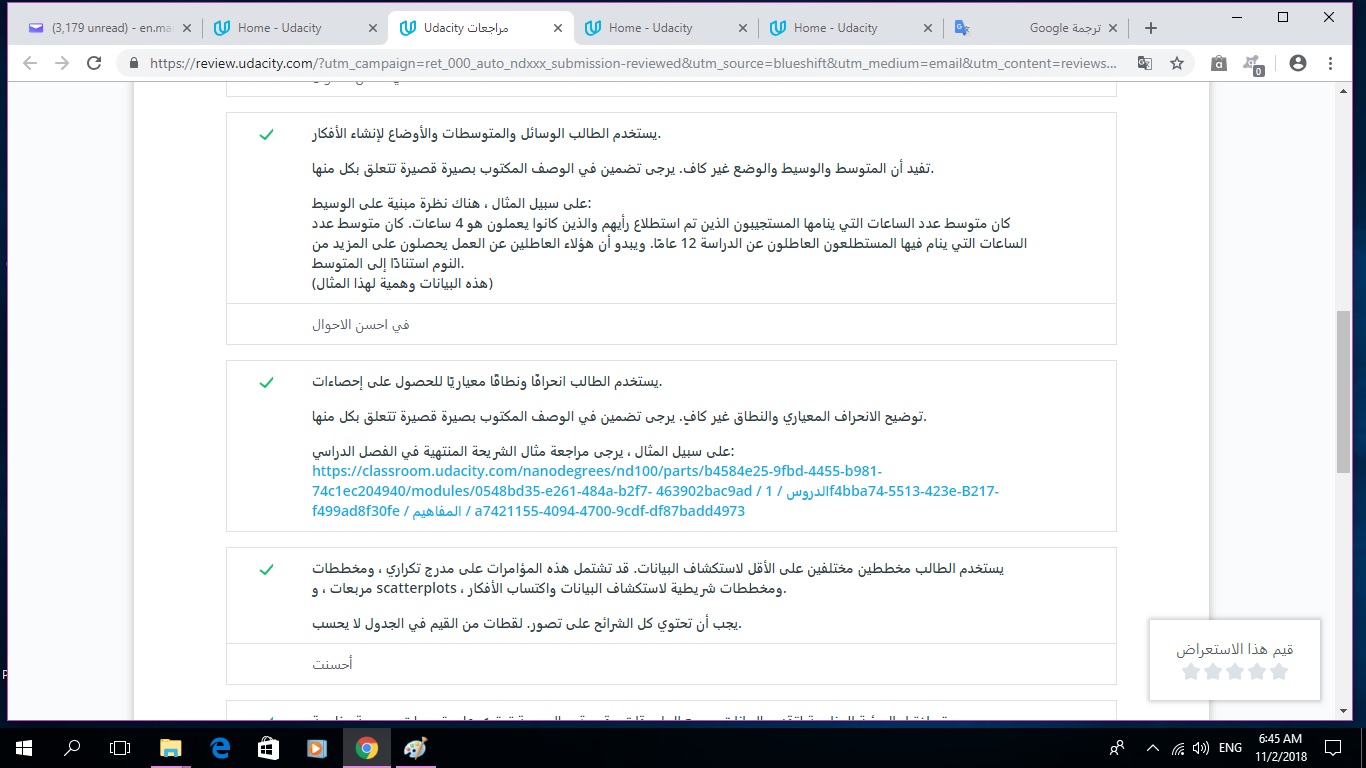 (3,179 unread) - en.ma
Home - Udacity
مراجعات Udacity
Home - Udacity
Home - Udacity
ترجمة Google
https://review.udacity.com/?utm_campaign=ret_000_auto_ndxxx_submission-reviewed&utm_source=blueshift&utm_medium=email&utm_content=reviews...
0
يستخدم الطالب الوسائل والمتوسطات والأوضاع لإنشاء الأفكار.
تفيد أن المتوسط والوسيط والوضع غير كاف. يرجى تضمين في الوصف المكتوب بصيرة قصيرة تتعلق بكل منها.
على سبيل المثال ، هناك نظرة مبنية على الوسيط:
كان متوسط عدد الساعات التي ينامها المستجيبون الذين تم استطلاع رأيهم والذين كانوا يعملون هو 4 ساعات. كان متوسط عدد
الساعات التي ينام فيها المستطلعون العاطلون عن الدراسة 12 عامًا. ويبدو أن هؤلاء العاطلين عن العمل يحصلون على المزيد من
النوم استنادًا إلى المتوسط.
(هذه البيانات وهمية لهذا المثال)
في احسن الاحوال
يستخدم الطالب انحرافًا ونطاقًا معياريًا للحصول على إحصاءات.
توضيح الانحراف المعياري والنطاق غير كافٍ. يرجى تضمين في الوصف المكتوب بصيرة قصيرة تتعلق بكل منها.
على سبيل المثال ، يرجى مراجعة مثال الشريحة المنتهية في الفصل الدراسي:
https://classroom.udacity.com/nanodegrees/nd100/parts/b4584e25-9fbd-4455-b981-
74c1ec204940/modules/0548bd35-e261-484a-b2f7- 463902bac9ad / 1 / الدروسf4bba74-5513-423e-B217-
f499ad8f30fe / المفاهيم / a7421155-4094-4700-9cdf-df87badd4973
يستخدم الطالب مخططين مختلفين على الأقل لاستكشاف البيانات. قد تشتمل هذه المؤامرات على مدرج تكراري ، ومخططات
مربعات ، و scatterplots ، ومخططات شريطية لاستكشاف البيانات واكتساب الأفكار.
يجب أن تحتوي كل الشرائح على تصور. لقطات من القيم في الجدول لا يحسب.
أحسنت
قيم هذا الاستعراض
ENG
6:45 AM
11/2/2018